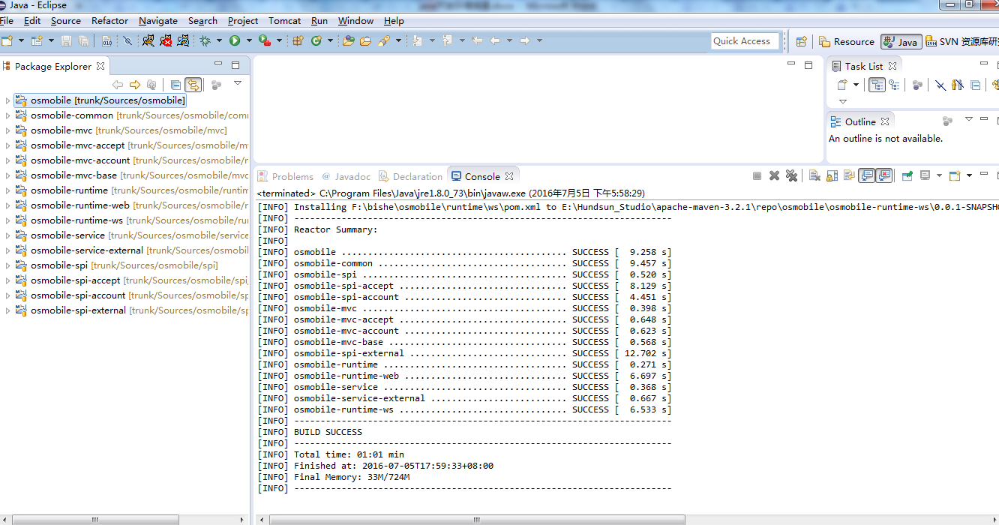 Java - Eclipse
File Edit Source Refactor Navigate Search Project Tomcat Run Window Help
Quick Access
Resource
Java
SVN 资源库研
Package Explorer
osmobile [trunk/Sources/osmobile]
osmobile-common [trunk/Sources/osmobile/com
osmobile-mvc [trunk/Sources/osmobile/mvc]
osmobile-mvc-accept [trunk/Sources/osmobile/m
osmobile-mvc-account [trunk/Sources/osmobile/r
osmobile-mvc-base [trunk/Sources/osmobile/mvc
osmobile-runtime [trunk/Sources/osmobile/runtim
osmobile-runtime-web [trunk/Sources/osmobile/r
osmobile-runtime-ws [trunk/Sources/osmobile/ru
osmobile-service [trunk/Sources/osmobile/service
osmobile-service-external [trunk/Sources/osmobil
osmobile-spi [trunk/Sources/osmobile/spi]
osmobile-spi-accept [trunk/Sources/osmobile/spi
osmobile-spi-account [trunk/Sources/osmobile/sp
osmobile-spi-external [trunk/Sources/osmobile/sp
Task List
Outline
An outline is not available.
Problems @ Javadoc Declaration Console
<terminated> C:\Program Files\Java\jre1.8.0_73\bin\javaw.exe (2016年7月5日 下午5:58:29)
[INFO] Installing F:\bishe\osmobile\runtime\ws\pom.xml to E:\Hundsun_Studio\apache-maven-3.2.1\repo\osmobile\osmobile-runtime-ws\0.0.1-SNAPSHO
[INFO] ------------------------------------------------------------------------
[INFO] Reactor Summary:
[INFO]
[INFO] osmobile ........................................... SUCCESS [  9.258 s]
[INFO] osmobile-common .................................... SUCCESS [  9.457 s]
[INFO] osmobile-spi ....................................... SUCCESS [  0.520 s]
[INFO] osmobile-spi-accept ................................ SUCCESS [  8.129 s]
[INFO] osmobile-spi-account ............................... SUCCESS [  4.451 s]
[INFO] osmobile-mvc ....................................... SUCCESS [  0.398 s]
[INFO] osmobile-mvc-accept ................................ SUCCESS [  0.648 s]
[INFO] osmobile-mvc-account ............................... SUCCESS [  0.623 s]
[INFO] osmobile-mvc-base .................................. SUCCESS [  0.568 s]
[INFO] osmobile-spi-external .............................. SUCCESS [ 12.702 s]
[INFO] osmobile-runtime ................................... SUCCESS [  0.271 s]
[INFO] osmobile-runtime-web ............................... SUCCESS [  6.697 s]
[INFO] osmobile-service ................................... SUCCESS [  0.368 s]
[INFO] osmobile-service-external .......................... SUCCESS [  0.667 s]
[INFO] osmobile-runtime-ws ................................ SUCCESS [  6.533 s]
[INFO] ------------------------------------------------------------------------
[INFO] BUILD SUCCESS
[INFO] ------------------------------------------------------------------------
[INFO] Total time: 01:01 min
[INFO] Finished at: 2016-07-05T17:59:33+08:00
[INFO] Final Memory: 33M/724M
[INFO] ------------------------------------------------------------------------